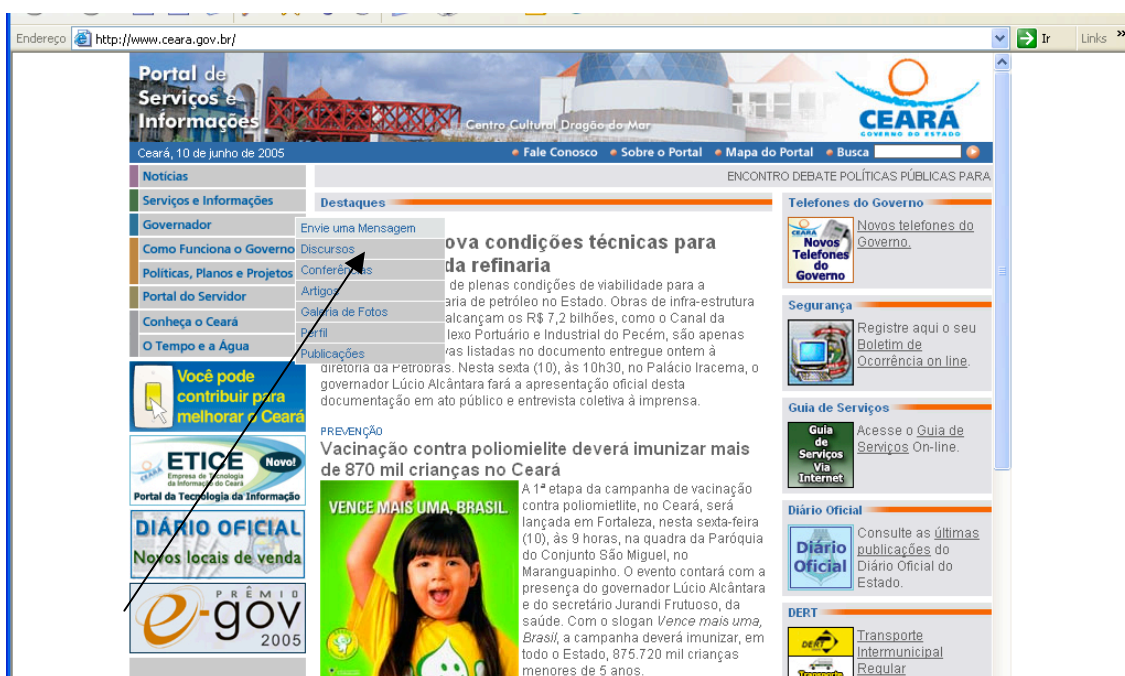 Endereço http://www.ceara.gov.br/ Ir Links »
Portal de
Serviços e
Informações
Centro Cultural Dragão do Mar
CEARÁ
GOVERNO DO ESTADO
Ceará, 10 de junho de 2005
Fale Conosco Sobre o Portal Mapa do Portal Busca
Notícias
Serviços e Informações
Governador
Como Funciona o Governo
Políticas, Planos e Projetos
Portal do Servidor
Conheça o Ceará
O Tempo e a Água
Envie uma Mensagem
Discursos
Conferências
Artigos
Galeria de Fotos
Perfil
Publicações
Você pode
contribuir para
melhorar o Ceará
ETICE Novo!
Empresa de Tecnologia
da Informação do Ceará
Portal da Tecnologia da Informação
DIÁRIO OFICIAL
Novos locais de venda
PRÊMIO
e-gov
2005
ENCONTRO DEBATE POLÍTICAS PÚBLICAS PARA
Destaques
ova condições técnicas para
da refinaria
de plenas condições de viabilidade para a
aria de petróleo no Estado. Obras de infra-estrutura
alcançam os R$ 7,2 bilhões, como o Canal da
lexo Portuário e Industrial do Pecém, são apenas
vas listadas no documento entregue ontem à
diretoria da Petrobras. Nesta sexta (10), às 10h30, no Palácio Iracema, o
governador Lúcio Alcântara fará a apresentação oficial desta
documentação em ato público e entrevista coletiva à imprensa.
PREVENÇÃO
Vacinação contra poliomielite deverá imunizar mais
de 870 mil crianças no Ceará
VENCE MAIS UMA, BRASIL.
A 1ª etapa da campanha de vacinação
contra poliomietlite, no Ceará, será
lançada em Fortaleza, nesta sexta-feira
(10), às 9 horas, na quadra da Paróquia
do Conjunto São Miguel, no
Maranguapinho. O evento contará com a
presença do governador Lúcio Alcântara
e do secretário Jurandi Frutuoso, da
saúde. Com o slogan Vence mais uma,
Brasil, a campanha deverá imunizar, em
todo o Estado, 875.720 mil crianças
menores de 5 anos.
Telefones do Governo
CEARÁ
Novos
Telefones
do
Governo
Novos telefones do
Governo.
Segurança
Registre aqui o seu
Boletim de
Ocorrência on line.
Guia de Serviços
Guia
de
Serviços
Via
Internet
Acesse o Guia de
Serviços On-line.
Diário Oficial
Diário
Oficial
Consulte as últimas
publicações do
Diário Oficial do
Estado.
DERT
DERT
Transporte
Transporte
Intermunicipal
Regular